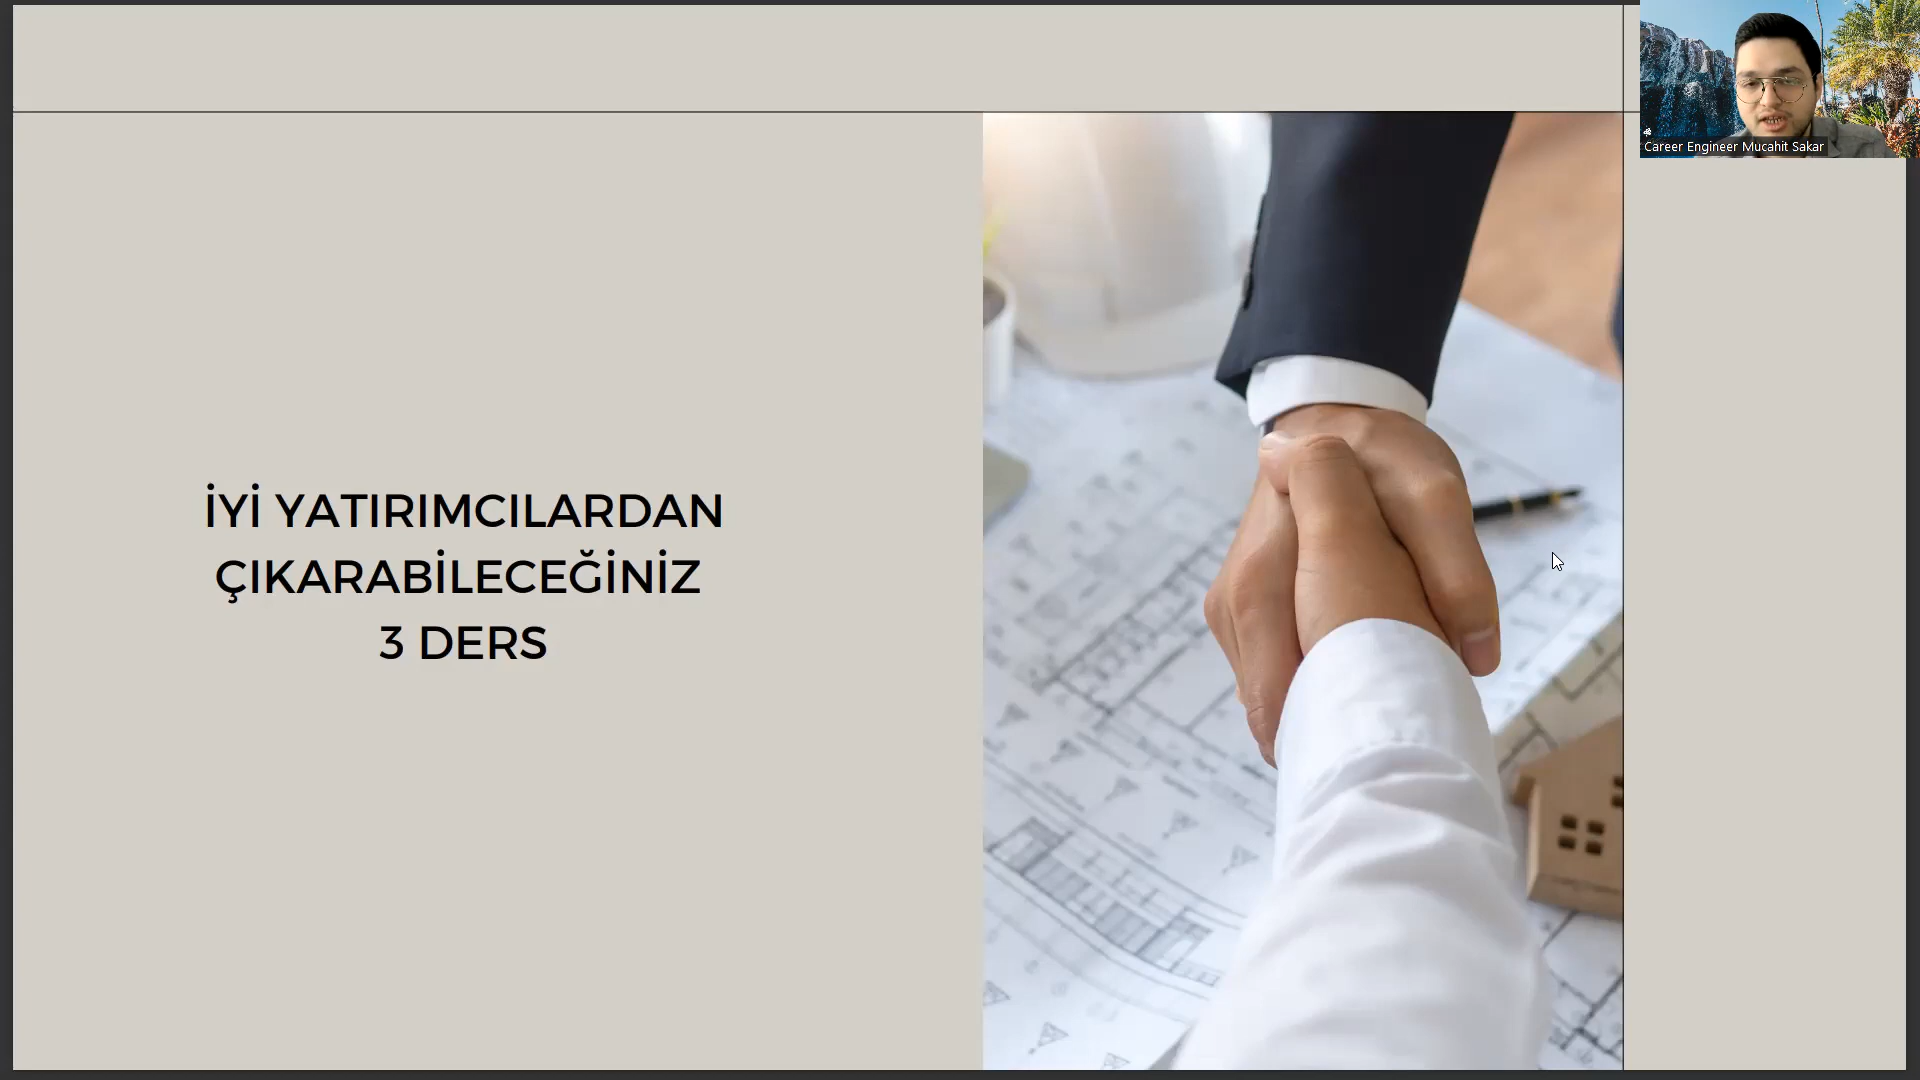 İYİ YATIRIMCILARDAN
ÇIKARABİLECEĞİNİZ
3 DERS
Career Engineer Mucahit Sakar